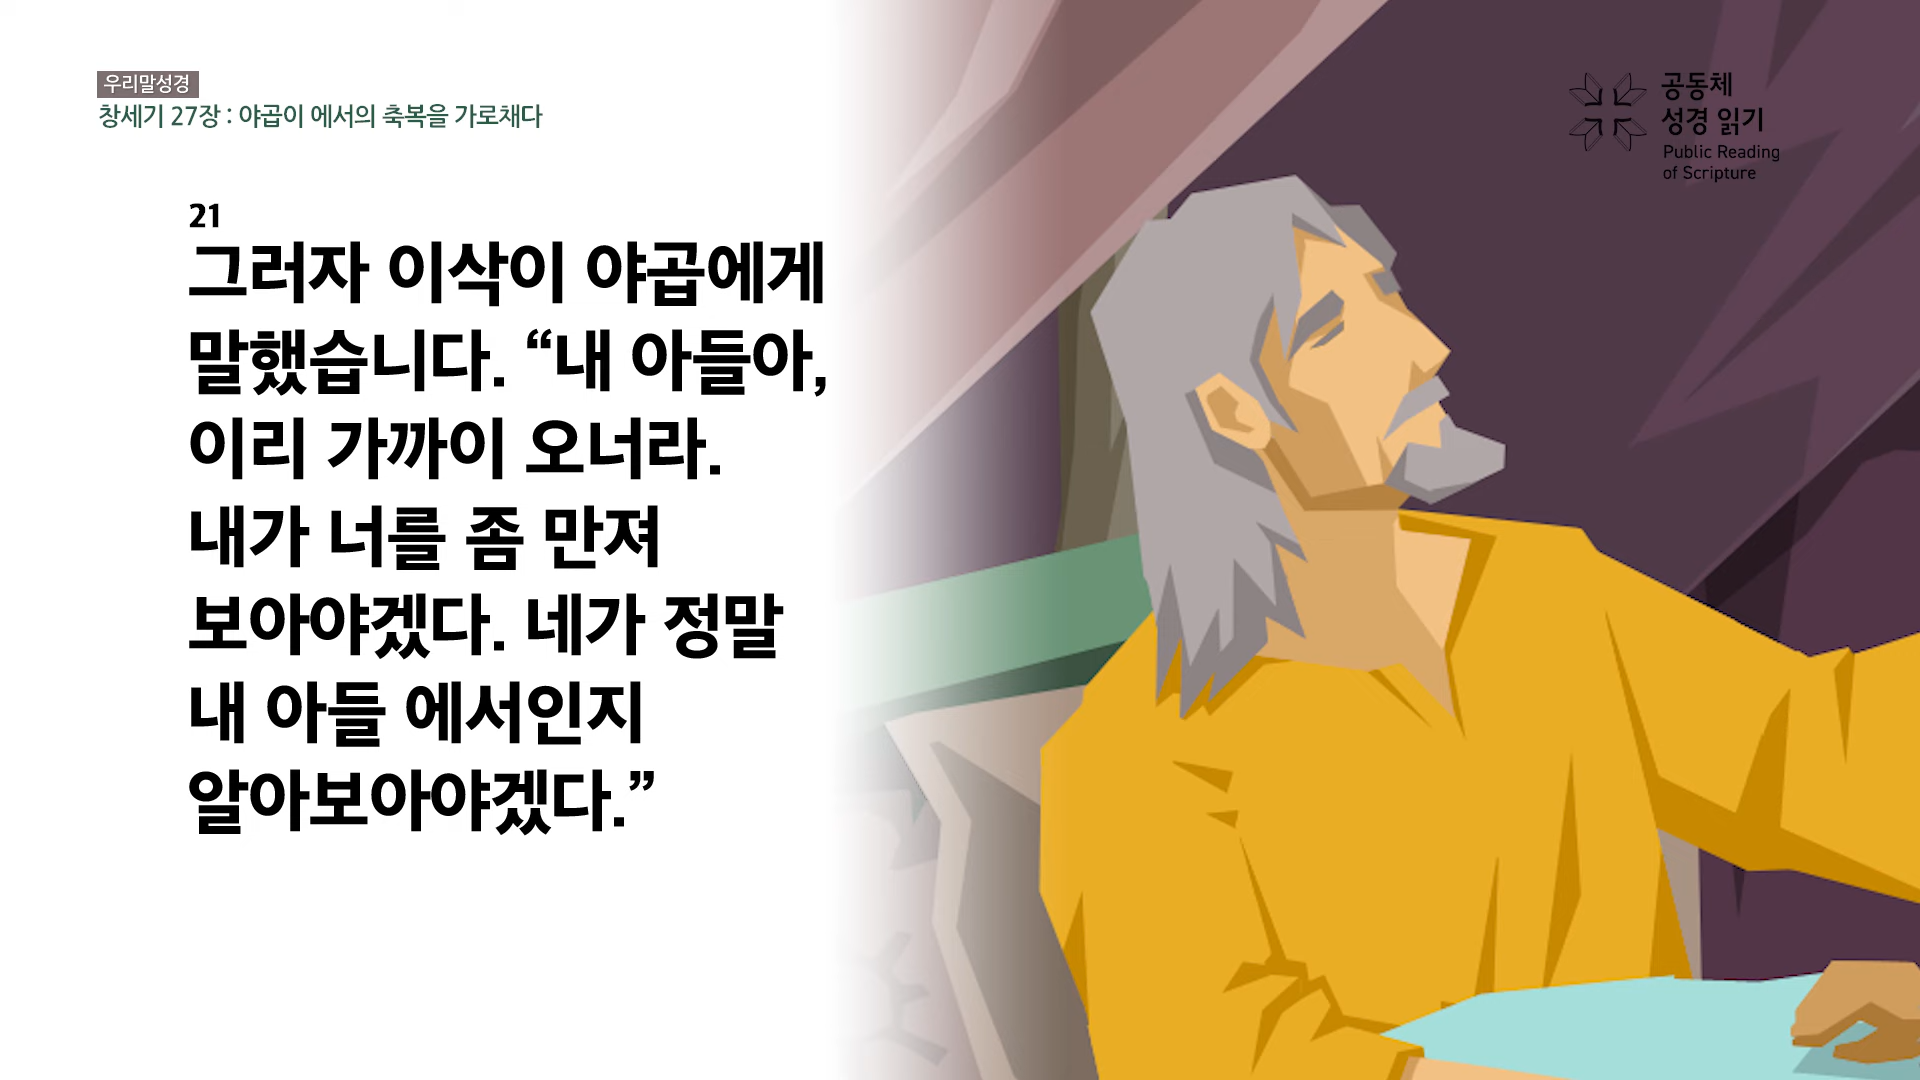 우리말성경
창세기 27장 : 야곱이 에서의 축복을 가로채다
공동체
성경 읽기
Public Reading
of Scripture
21
그러자 이삭이 야곱에게
말했습니다. “내 아들아,
이리 가까이 오너라.
내가 너를 좀 만져
보아야겠다. 네가 정말
내 아들 에서인지
알아보아야겠다.”